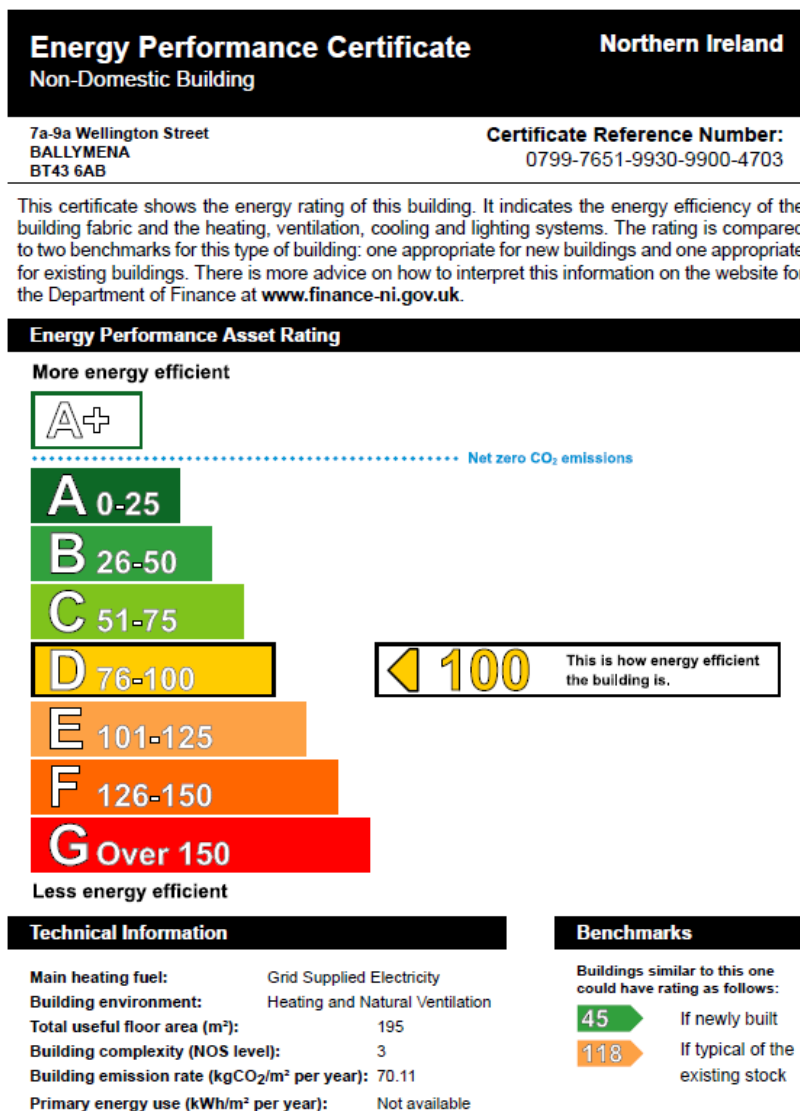 Energy Performance Certificate
Northern Ireland
Non-Domestic Building
7a-9a Wellington Street
BALLYMENA
BT43 6AB
Certificate Reference Number:
0799-7651-9930-9900-4703
This certificate shows the energy rating of this building. It indicates the energy efficiency of the
building fabric and the heating, ventilation, cooling and lighting systems. The rating is compared
to two benchmarks for this type of building: one appropriate for new buildings and one appropriate
for existing buildings. There is more advice on how to interpret this information on the website for
the Department of Finance at www.finance-ni.gov.uk.
Energy Performance Asset Rating
More energy efficient
A+
Net zero CO₂ emissions
A 0-25
B 26-50
C 51-75
D 76-100
100
This is how energy efficient
the building is.
E 101-125
F 126-150
G Over 150
Less energy efficient
Technical Information
Main heating fuel: Grid Supplied Electricity
Building environment: Heating and Natural Ventilation
Total useful floor area (m²): 195
Building complexity (NOS level): 3
Building emission rate (kgCO₂/m² per year): 70.11
Primary energy use (kWh/m² per year): Not available
Benchmarks
Buildings similar to this one
could have rating as follows:
45 If newly built
118 If typical of the
existing stock